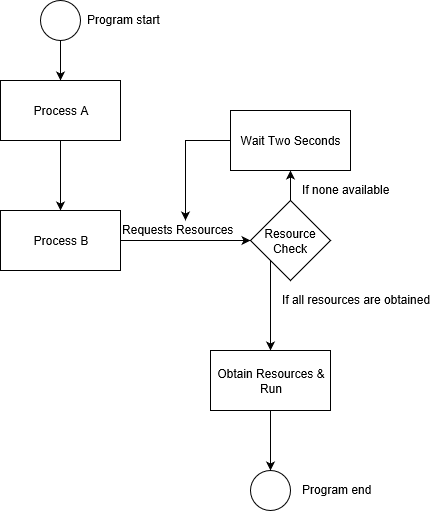 Program start
Process A
Wait Two Seconds
If none available
Process B
Requests Resources
Resource
Check
If all resources are obtained
Obtain Resources &
Run
Program end